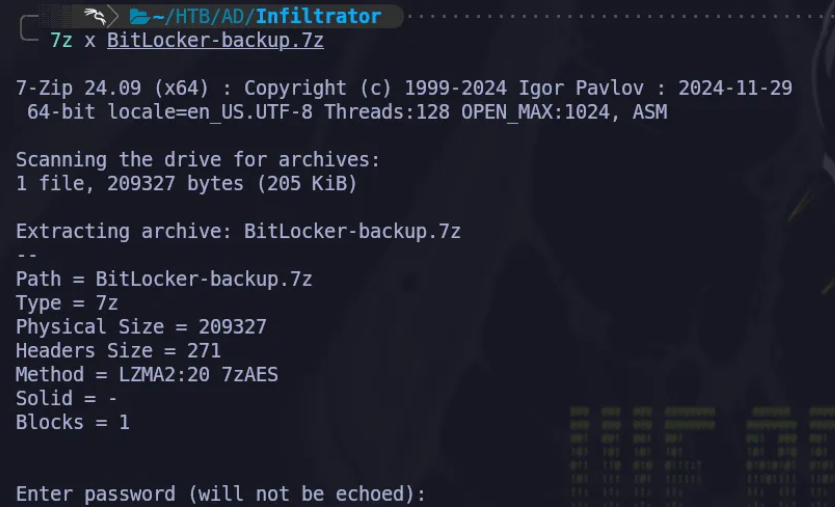 ~/HTB/AD/Infiltrator
7z x BitLocker-backup.7z
7-Zip 24.09 (x64) : Copyright (c) 1999-2024 Igor Pavlov : 2024-11-29
64-bit locale=en_US.UTF-8 Threads:128 OPEN_MAX:1024, ASM
Scanning the drive for archives:
1 file, 209327 bytes (205 KiB)
Extracting archive: BitLocker-backup.7z
--
Path = BitLocker-backup.7z
Type = 7z
Physical Size = 209327
Headers Size = 271
Method = LZMA2:20 7zAES
Solid = -
Blocks = 1
Enter password (will not be echoed):